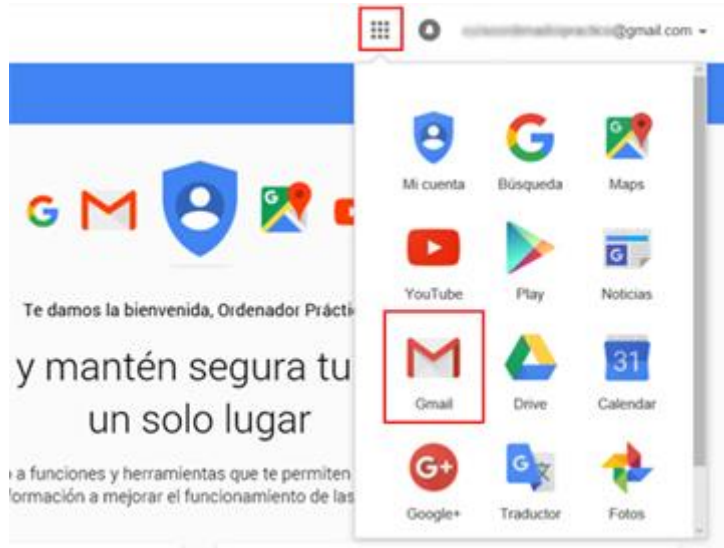 @gmail.com
Mi cuenta Búsqueda Maps
YouTube Play Noticias
Gmail Drive Calendar
Google+ Traductor Fotos
31
Te damos la bienvenida, Ordenador Prácti
y mantén segura tu
un solo lugar
a funciones y herramientas que te permiten
ormación a mejorar el funcionamiento de las